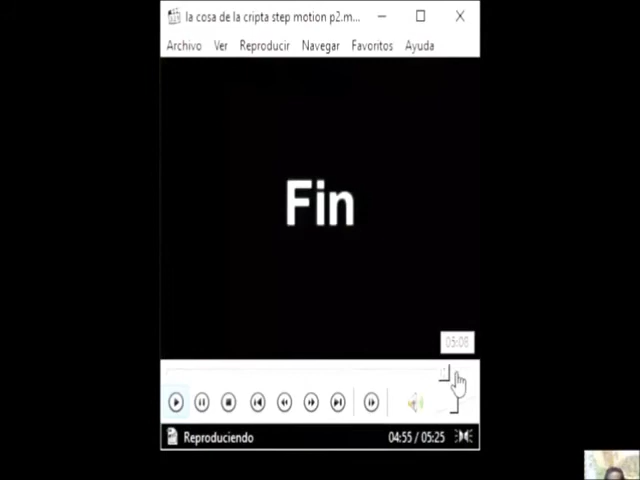 la cosa de la cripta step motion p2.m...
Archivo Ver Reproducir Navegar Favoritos Ayuda
Fin
05:08
Reproduciendo 04:55 / 05:25